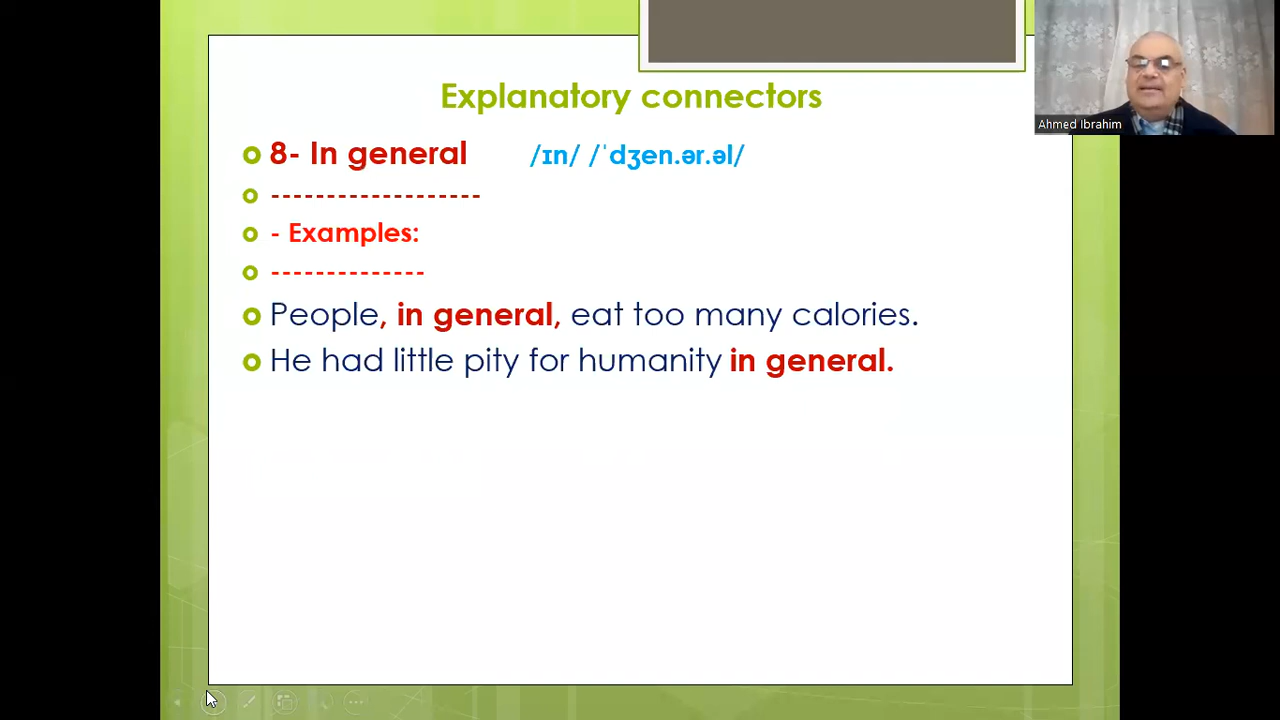 Explanatory connectors
8- In general /ɪn/ /ˈdʒen.ər.əl/
-------------------
- Examples:
--------------
People, in general, eat too many calories.
He had little pity for humanity in general.
Ahmed Ibrahim